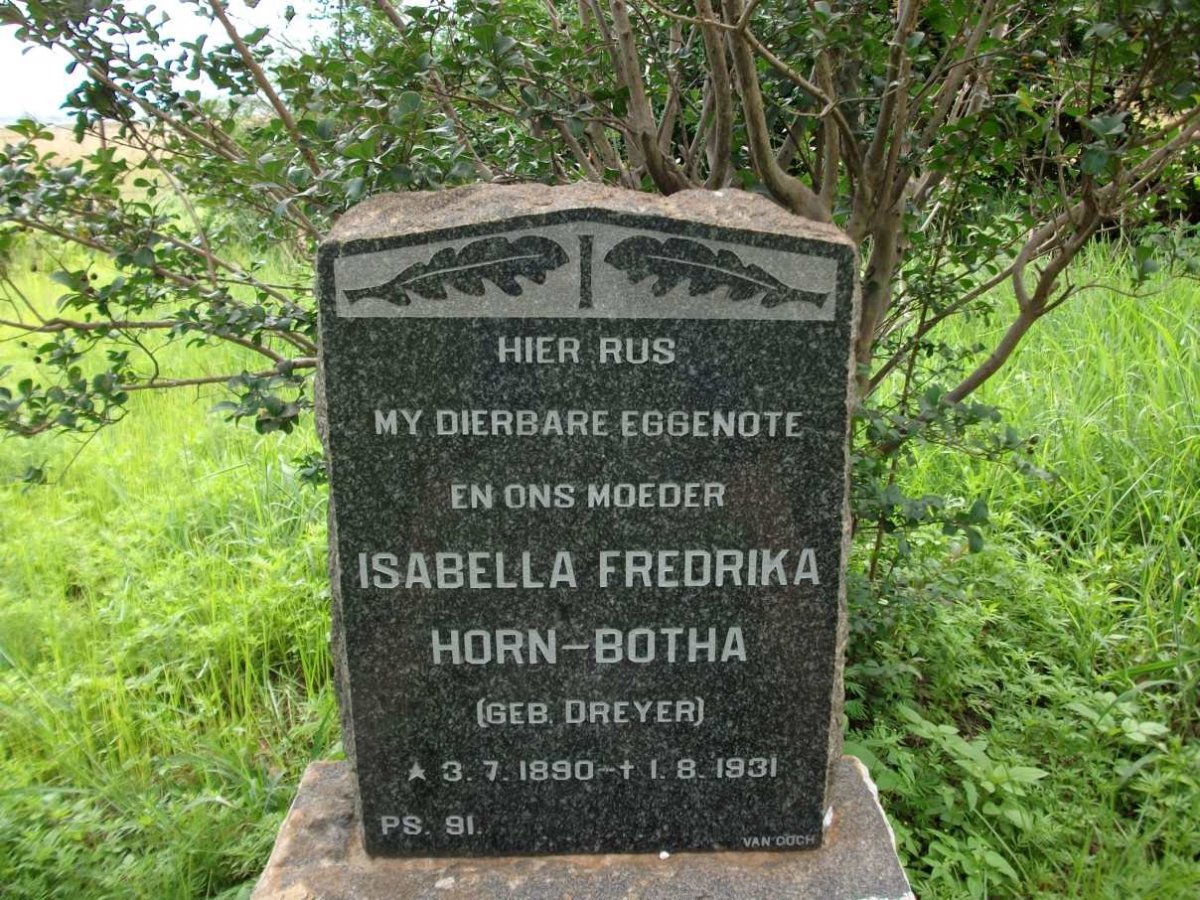 HIER RUS
MY DIERBARE EGGENOTE
EN ONS MOEDER
ISABELLA FREDRIKA
HORN-BOTHA
(GEB. DREYER)
★ 3. 7. 1890-† 1. 8. 1931
PS. 91.
VAN